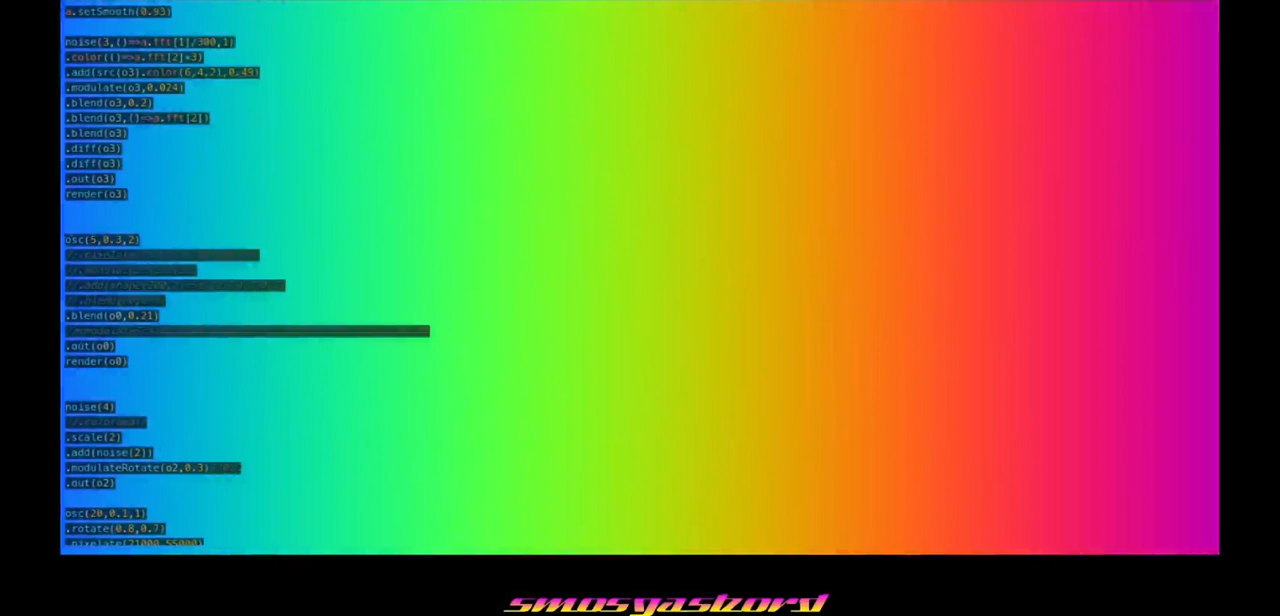 a.setSmooth(0.93)
noise(3,()=>a.fft[1]/300,1)
.color(()=>a.fft[2]*3)
.add(src(o3).color(6,4,2),0.49)
.modulate(o3,0.024)
.blend(o3,0.2)
.blend(o3,()=>a.fft[2])
.blend(o3)
.diff(o3)
.diff(o3)
.out(o3)
render(o3)
osc(5,0.3,2)
.blend(o0,0.21)
.out(o0)
render(o0)
noise(4)
.scale(2)
.add(noise(2))
.modulateRotate(o2,0.3)
.out(o2)
osc(20,0.1,1)
.rotate(0.8,0.7)
.pixelate(21000,55000)
smosgasbord